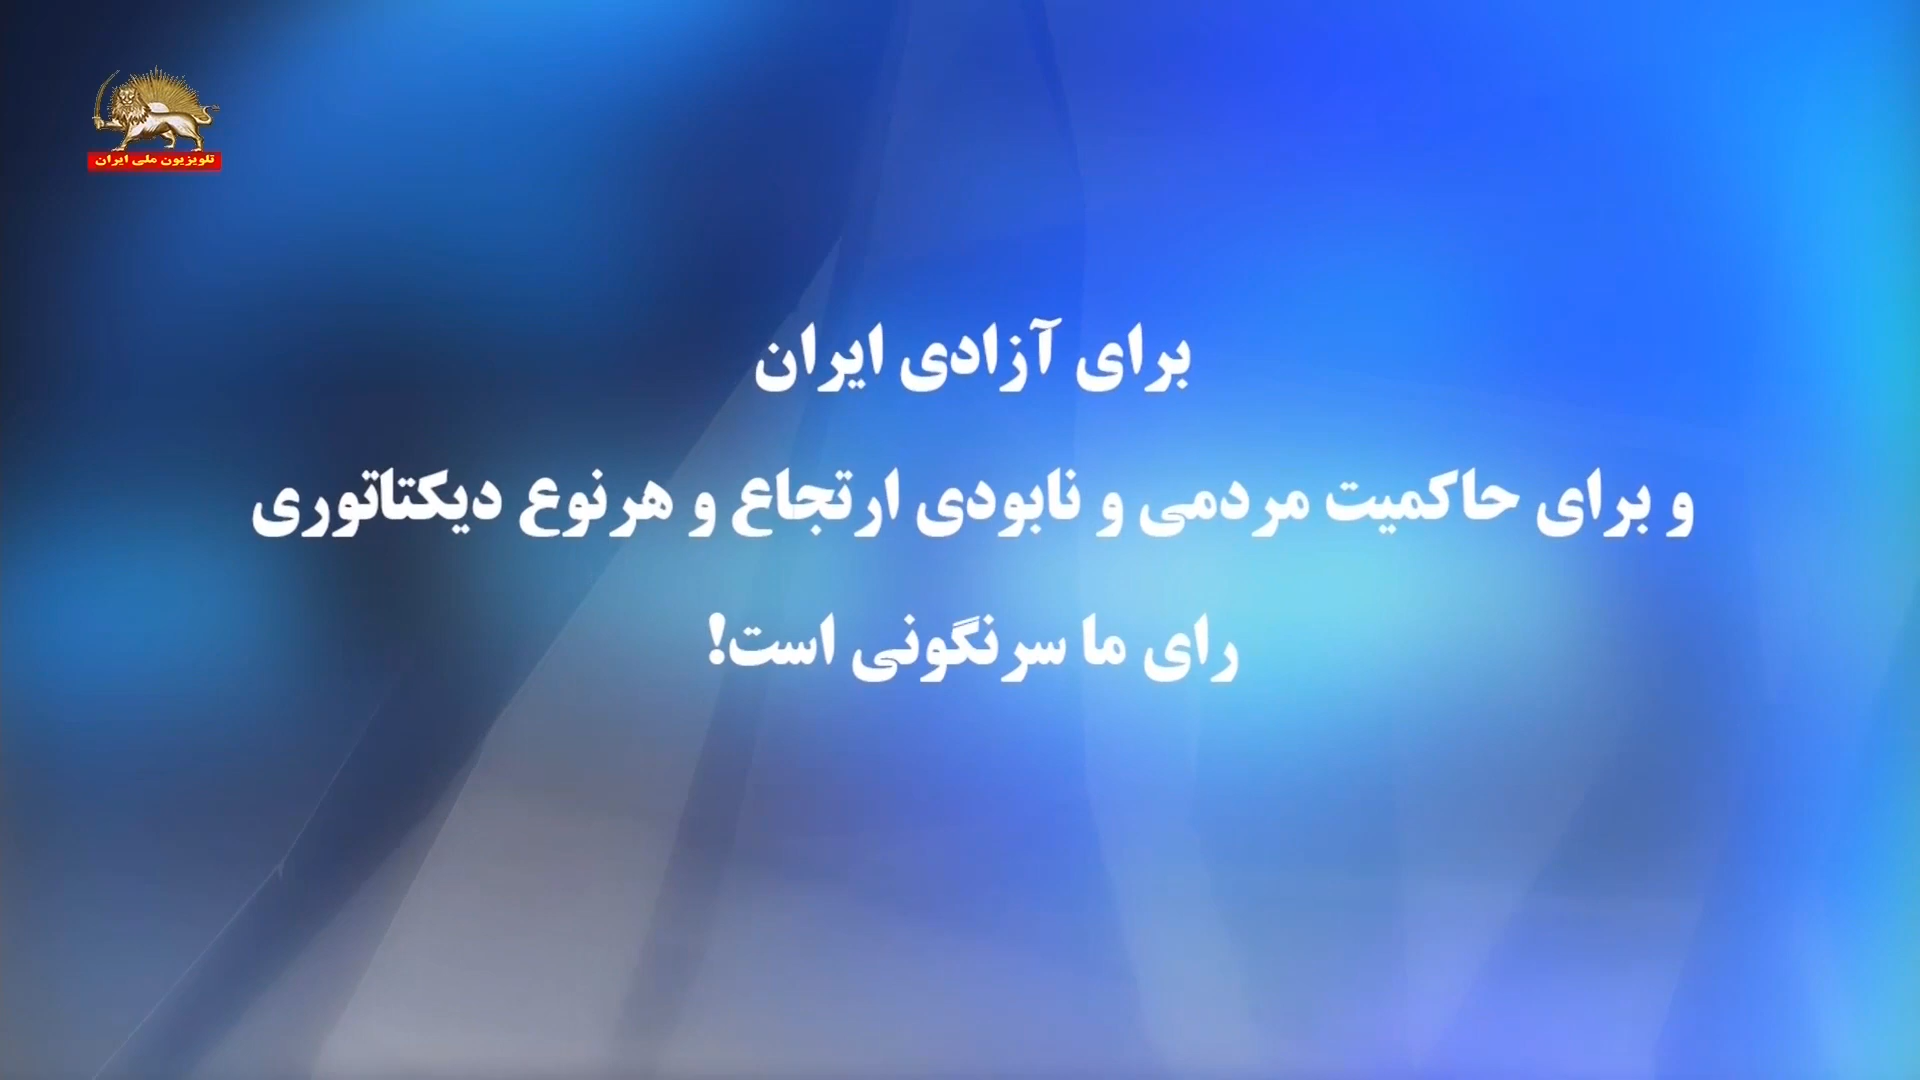 تلویزیون ملی ایران
برای آزادی ایران
و برای حاکمیت مردمی و نابودی ارتجاع و هرنوع دیکتاتوری
رای ما سرنگونی است!